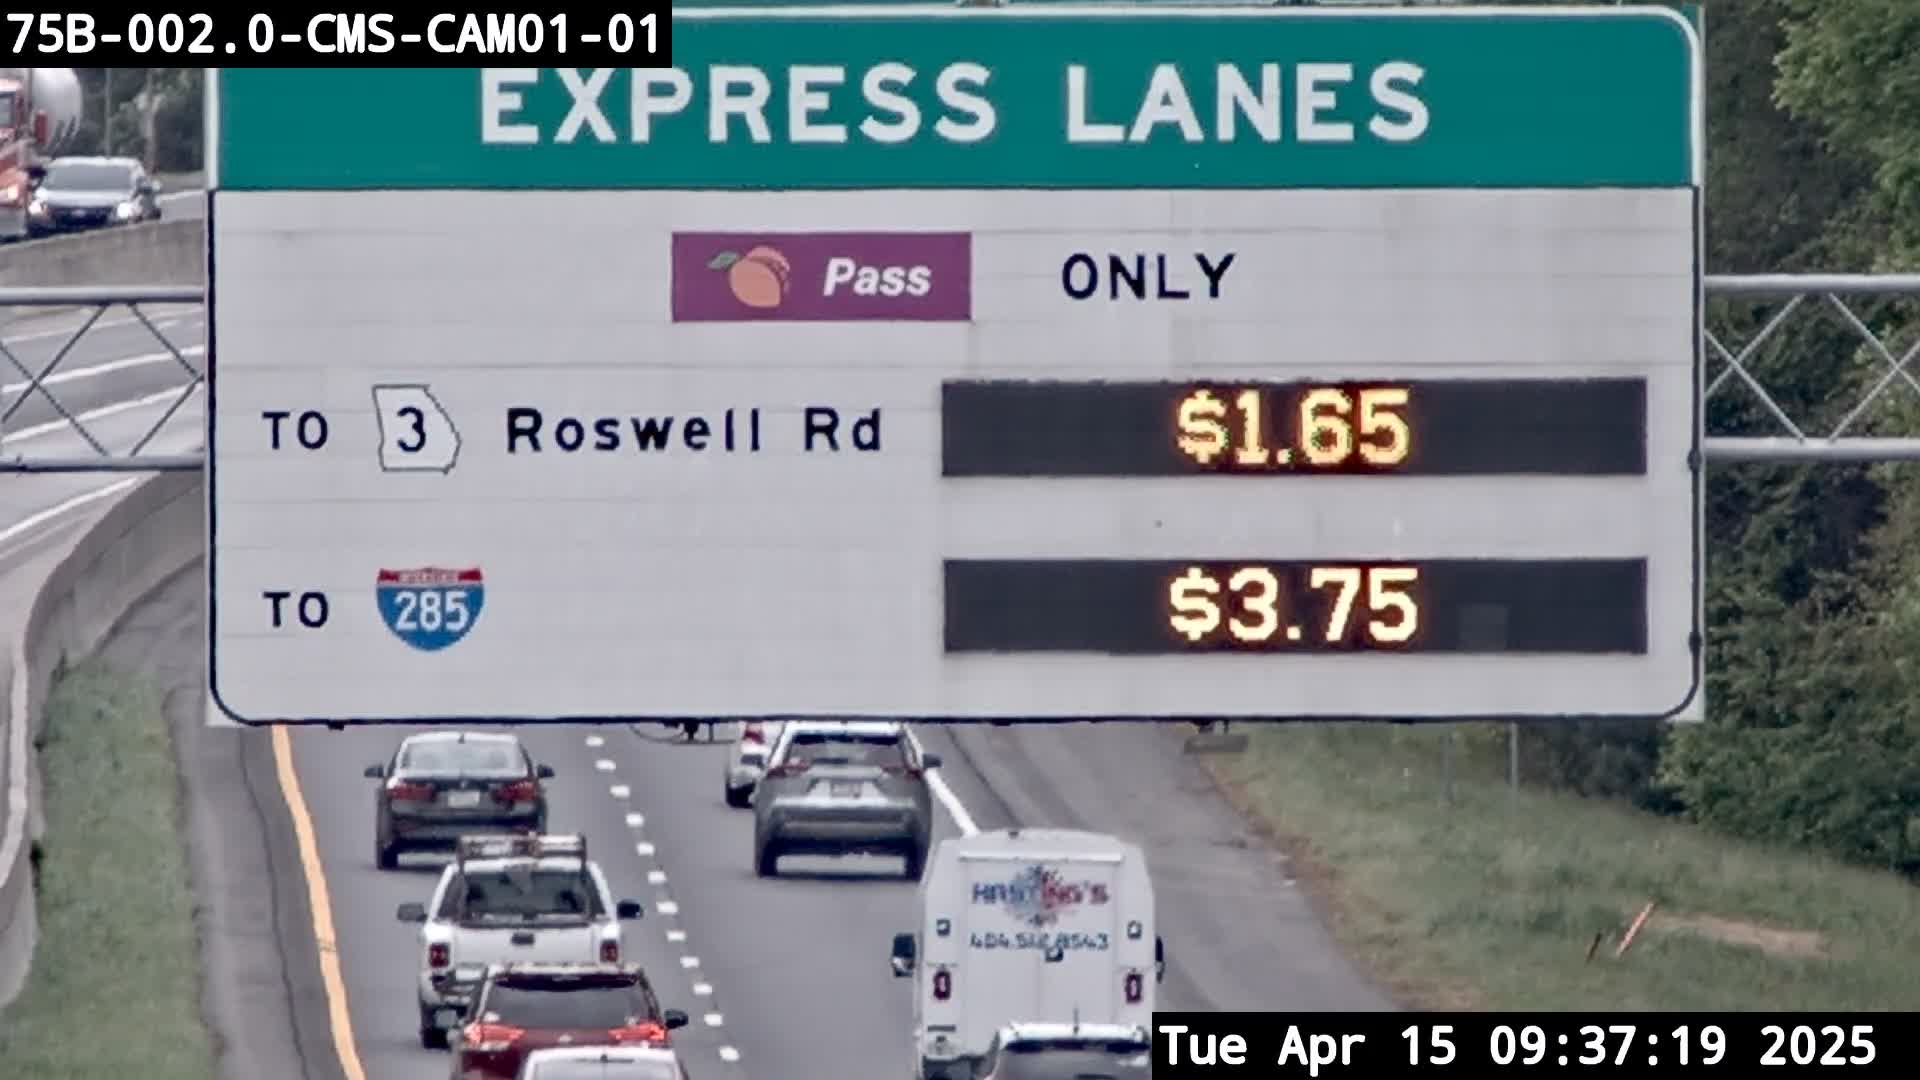 75B-002.0-CMS-CAM01-01
EXPRESS LANES
Pass ONLY
TO 3 Roswell Rd $1.65
TO 285 $3.75
HASTING'S
Tue Apr 15 09:37:19 2025